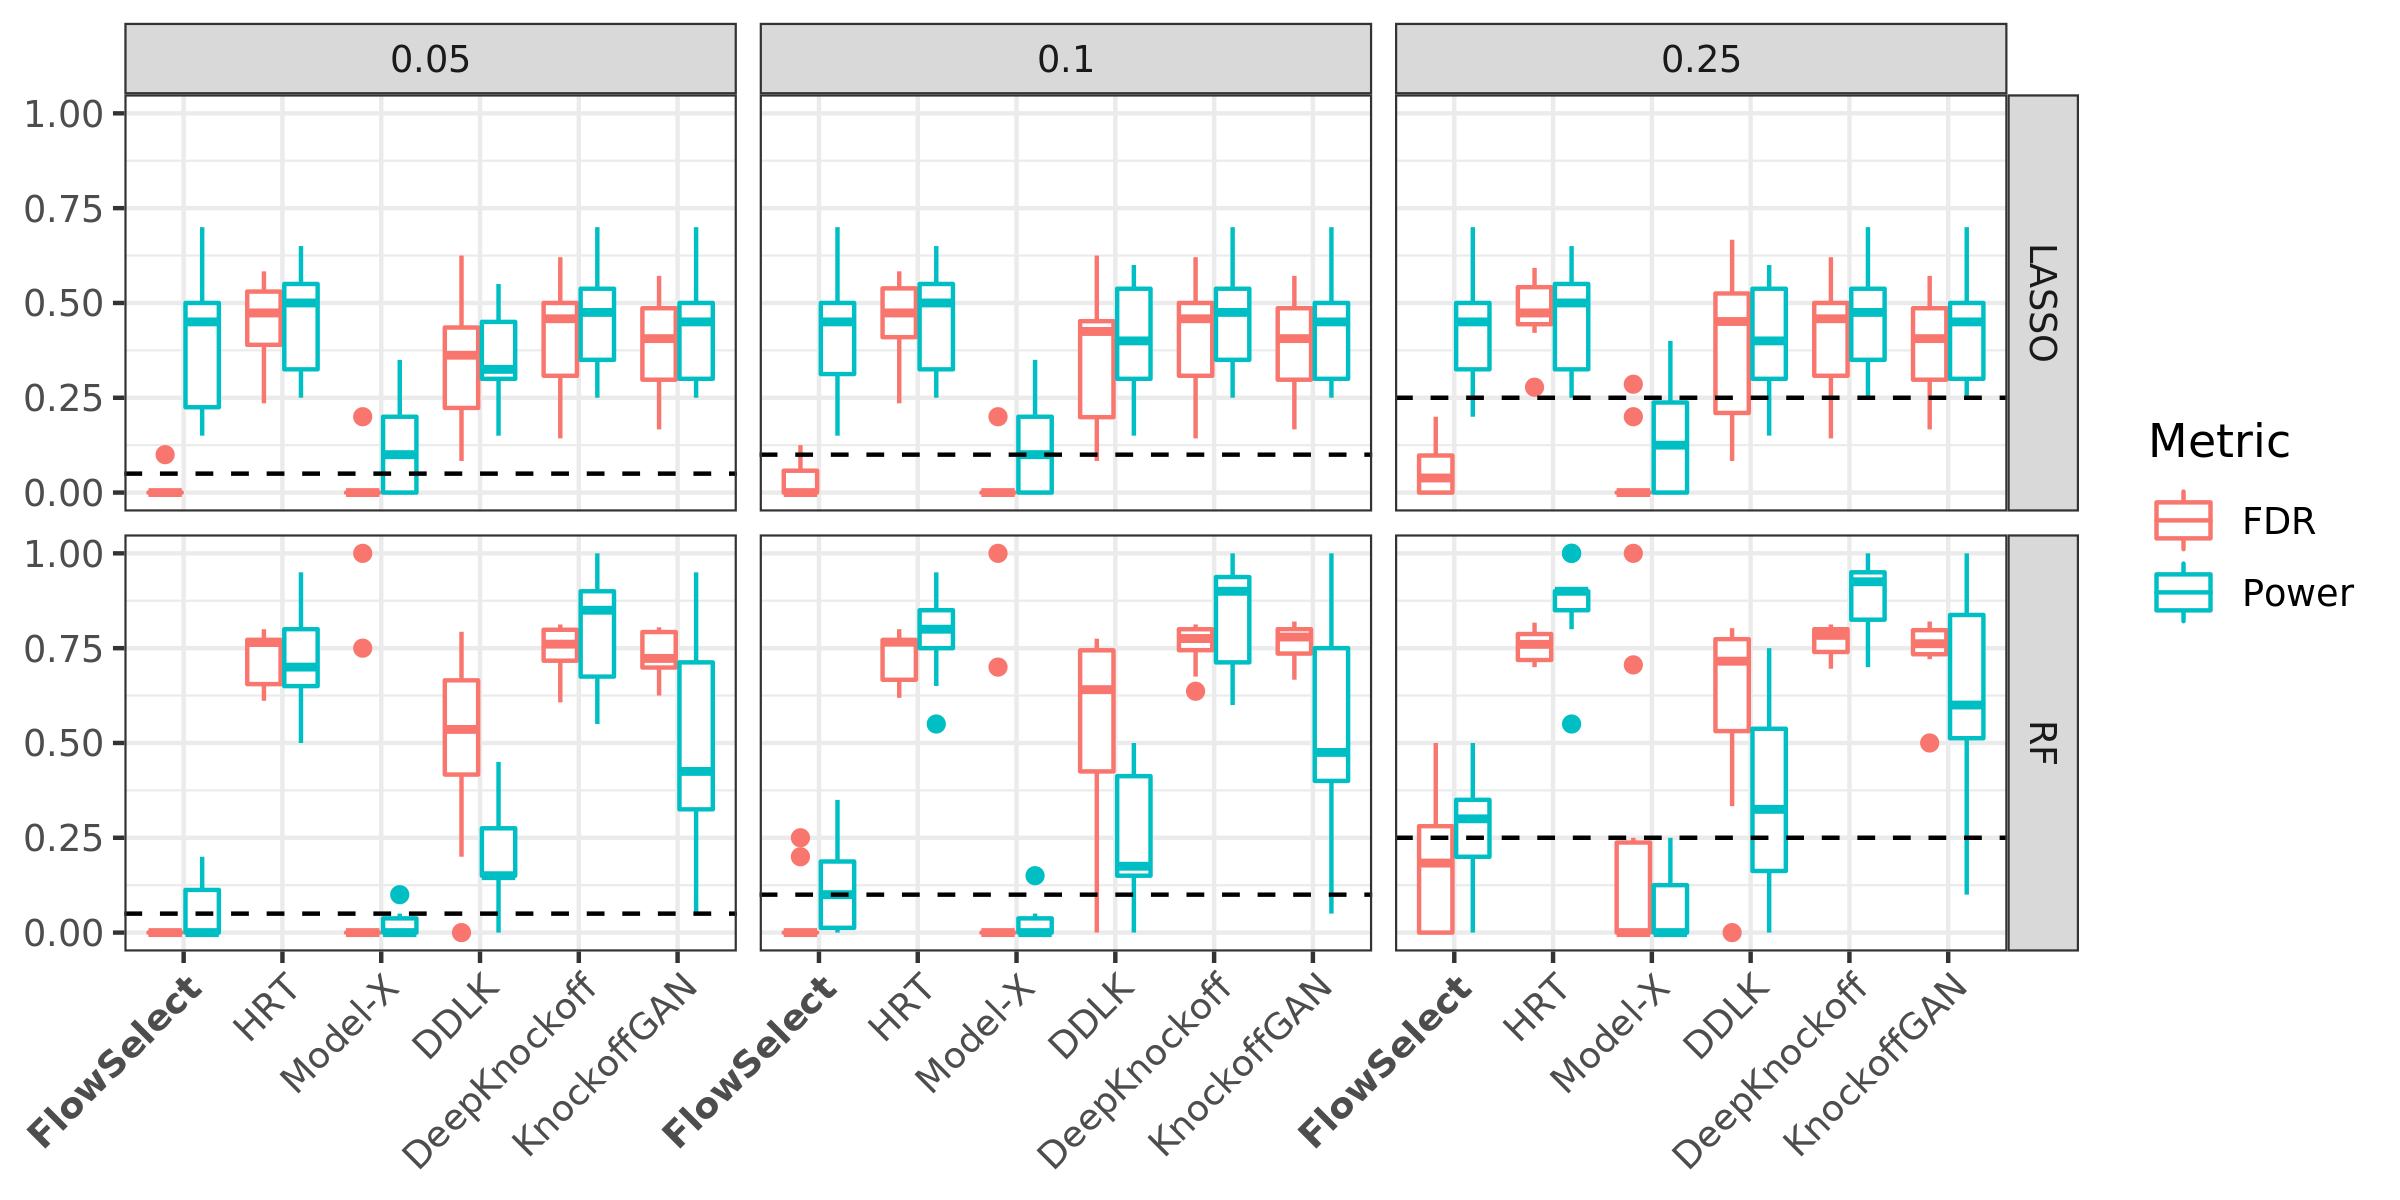 0.05
0.1
0.25
1.00
0.75
0.50
0.25
0.00
LASSO
1.00
0.75
0.50
0.25
0.00
RF
FlowSelect
HRT
Model-X
DDLK
DeepKnockoff
KnockoffGAN
FlowSelect
HRT
Model-X
DDLK
DeepKnockoff
KnockoffGAN
FlowSelect
HRT
Model-X
DDLK
DeepKnockoff
KnockoffGAN
Metric
FDR
Power